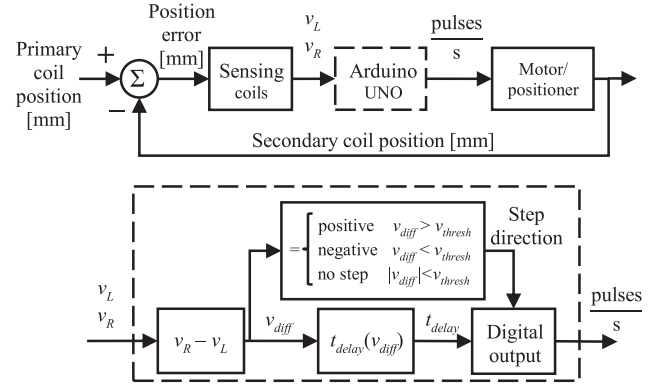 Primary
coil
position
[mm]
+
−
Σ
Position
error
[mm]
Sensing
coils
v_L
v_R
Arduino
UNO
pulses
s
Motor/
positioner
Secondary coil position [mm]
v_L
v_R
v_R − v_L
v_diff
= { positive v_diff > v_thresh
negative v_diff < v_thresh
no step |v_diff|<v_thresh
Step
direction
t_delay(v_diff)
t_delay
Digital
output
pulses
s